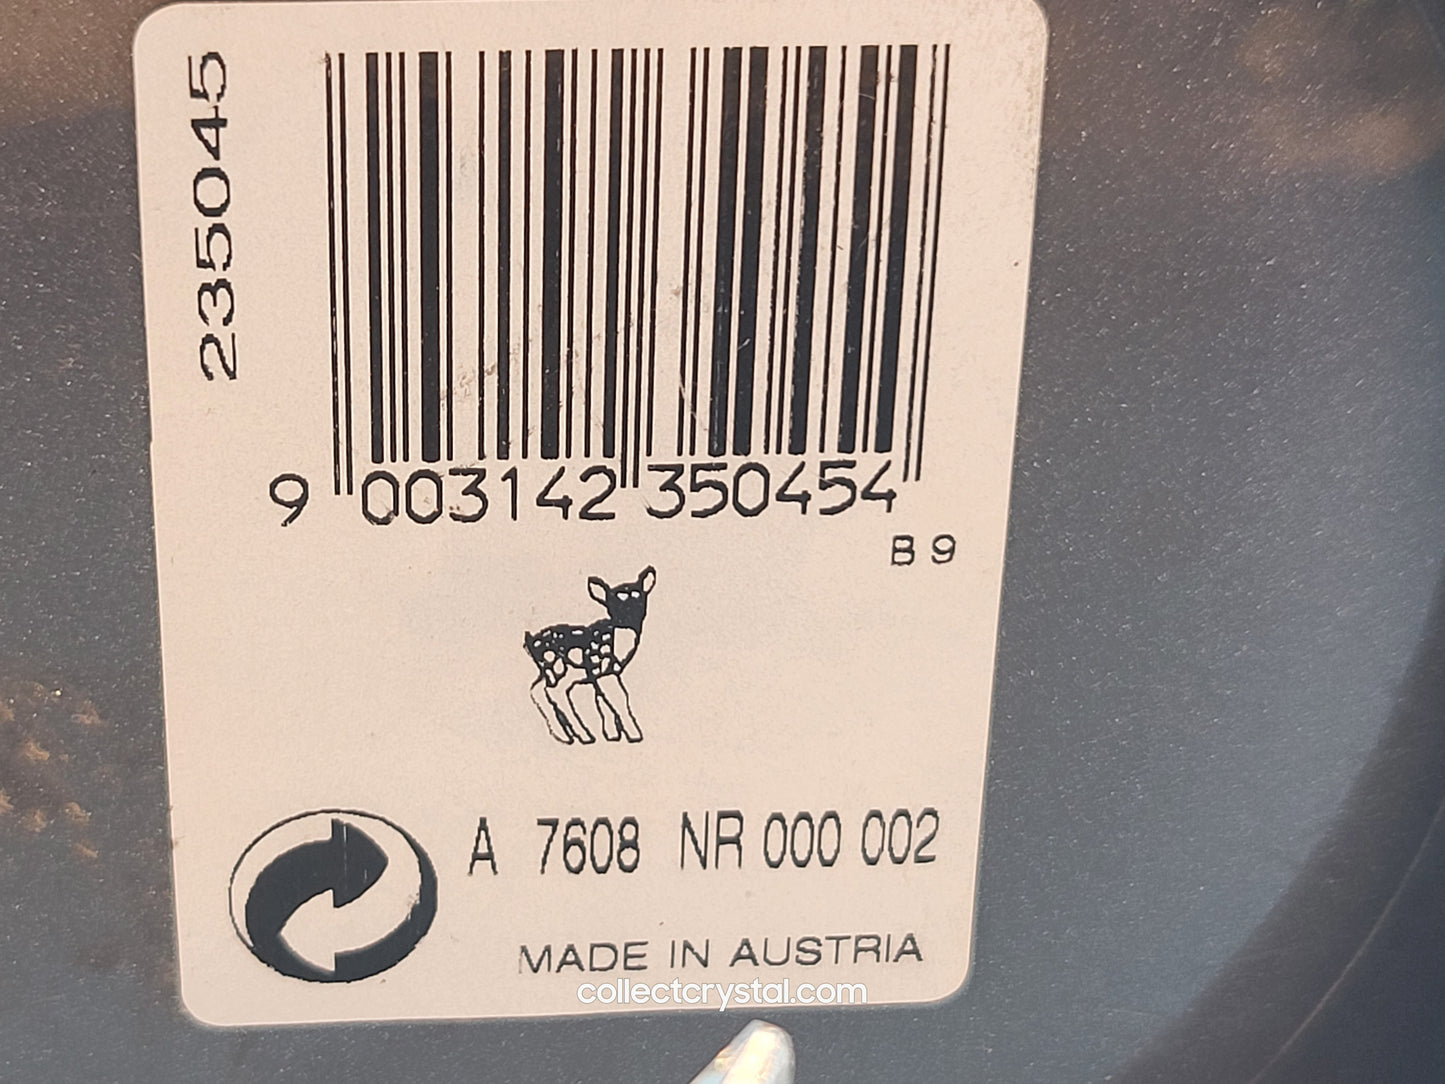 235045
9 003142 350454
B 9
A 7608 NR 000 002
MADE IN AUSTRIA
collectcrystal.com